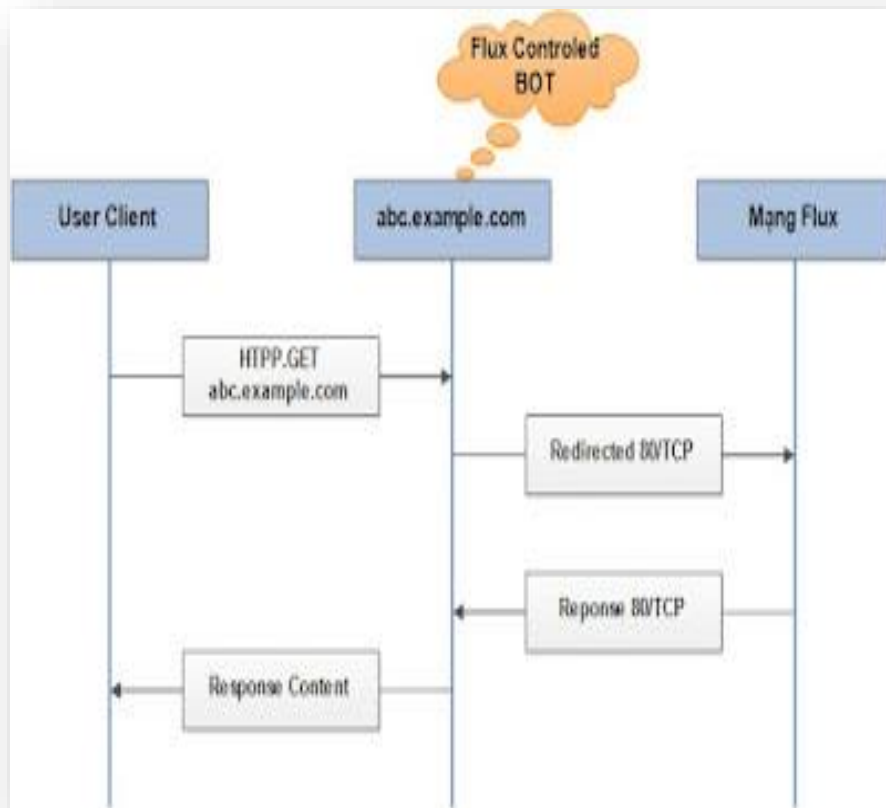 Flux Controled
BOT
User Client
abc.example.com
Mạng Flux
HTPP.GET
abc.example.com
Redirected 80/TCP
Reponse 80/TCP
Response Content